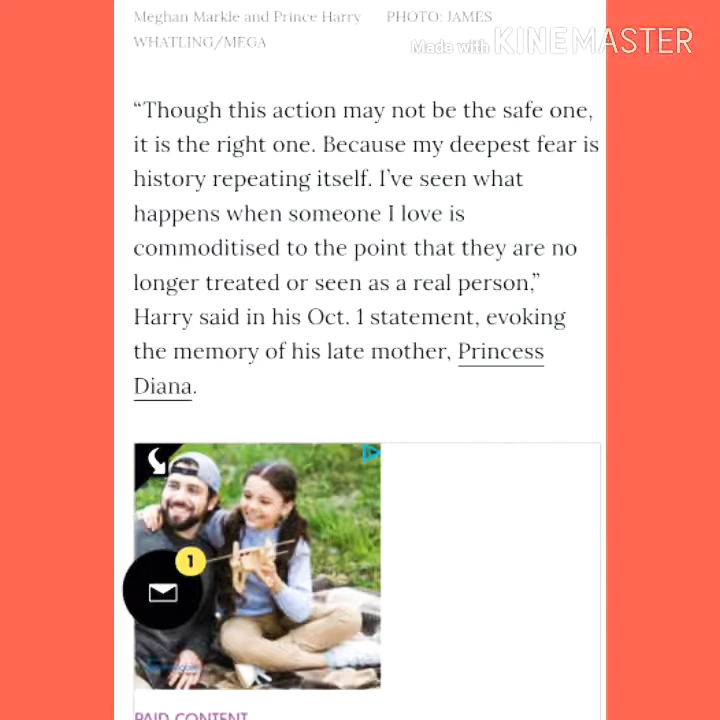 Meghan Markle and Prince Harry PHOTO: JAMES
WHATLING/MEGA
Made with KINEMASTER
“Though this action may not be the safe one,
it is the right one. Because my deepest fear is
history repeating itself. I’ve seen what
happens when someone I love is
commoditised to the point that they are no
longer treated or seen as a real person,”
Harry said in his Oct. 1 statement, evoking
the memory of his late mother, Princess
Diana.
1
PAID CONTENT